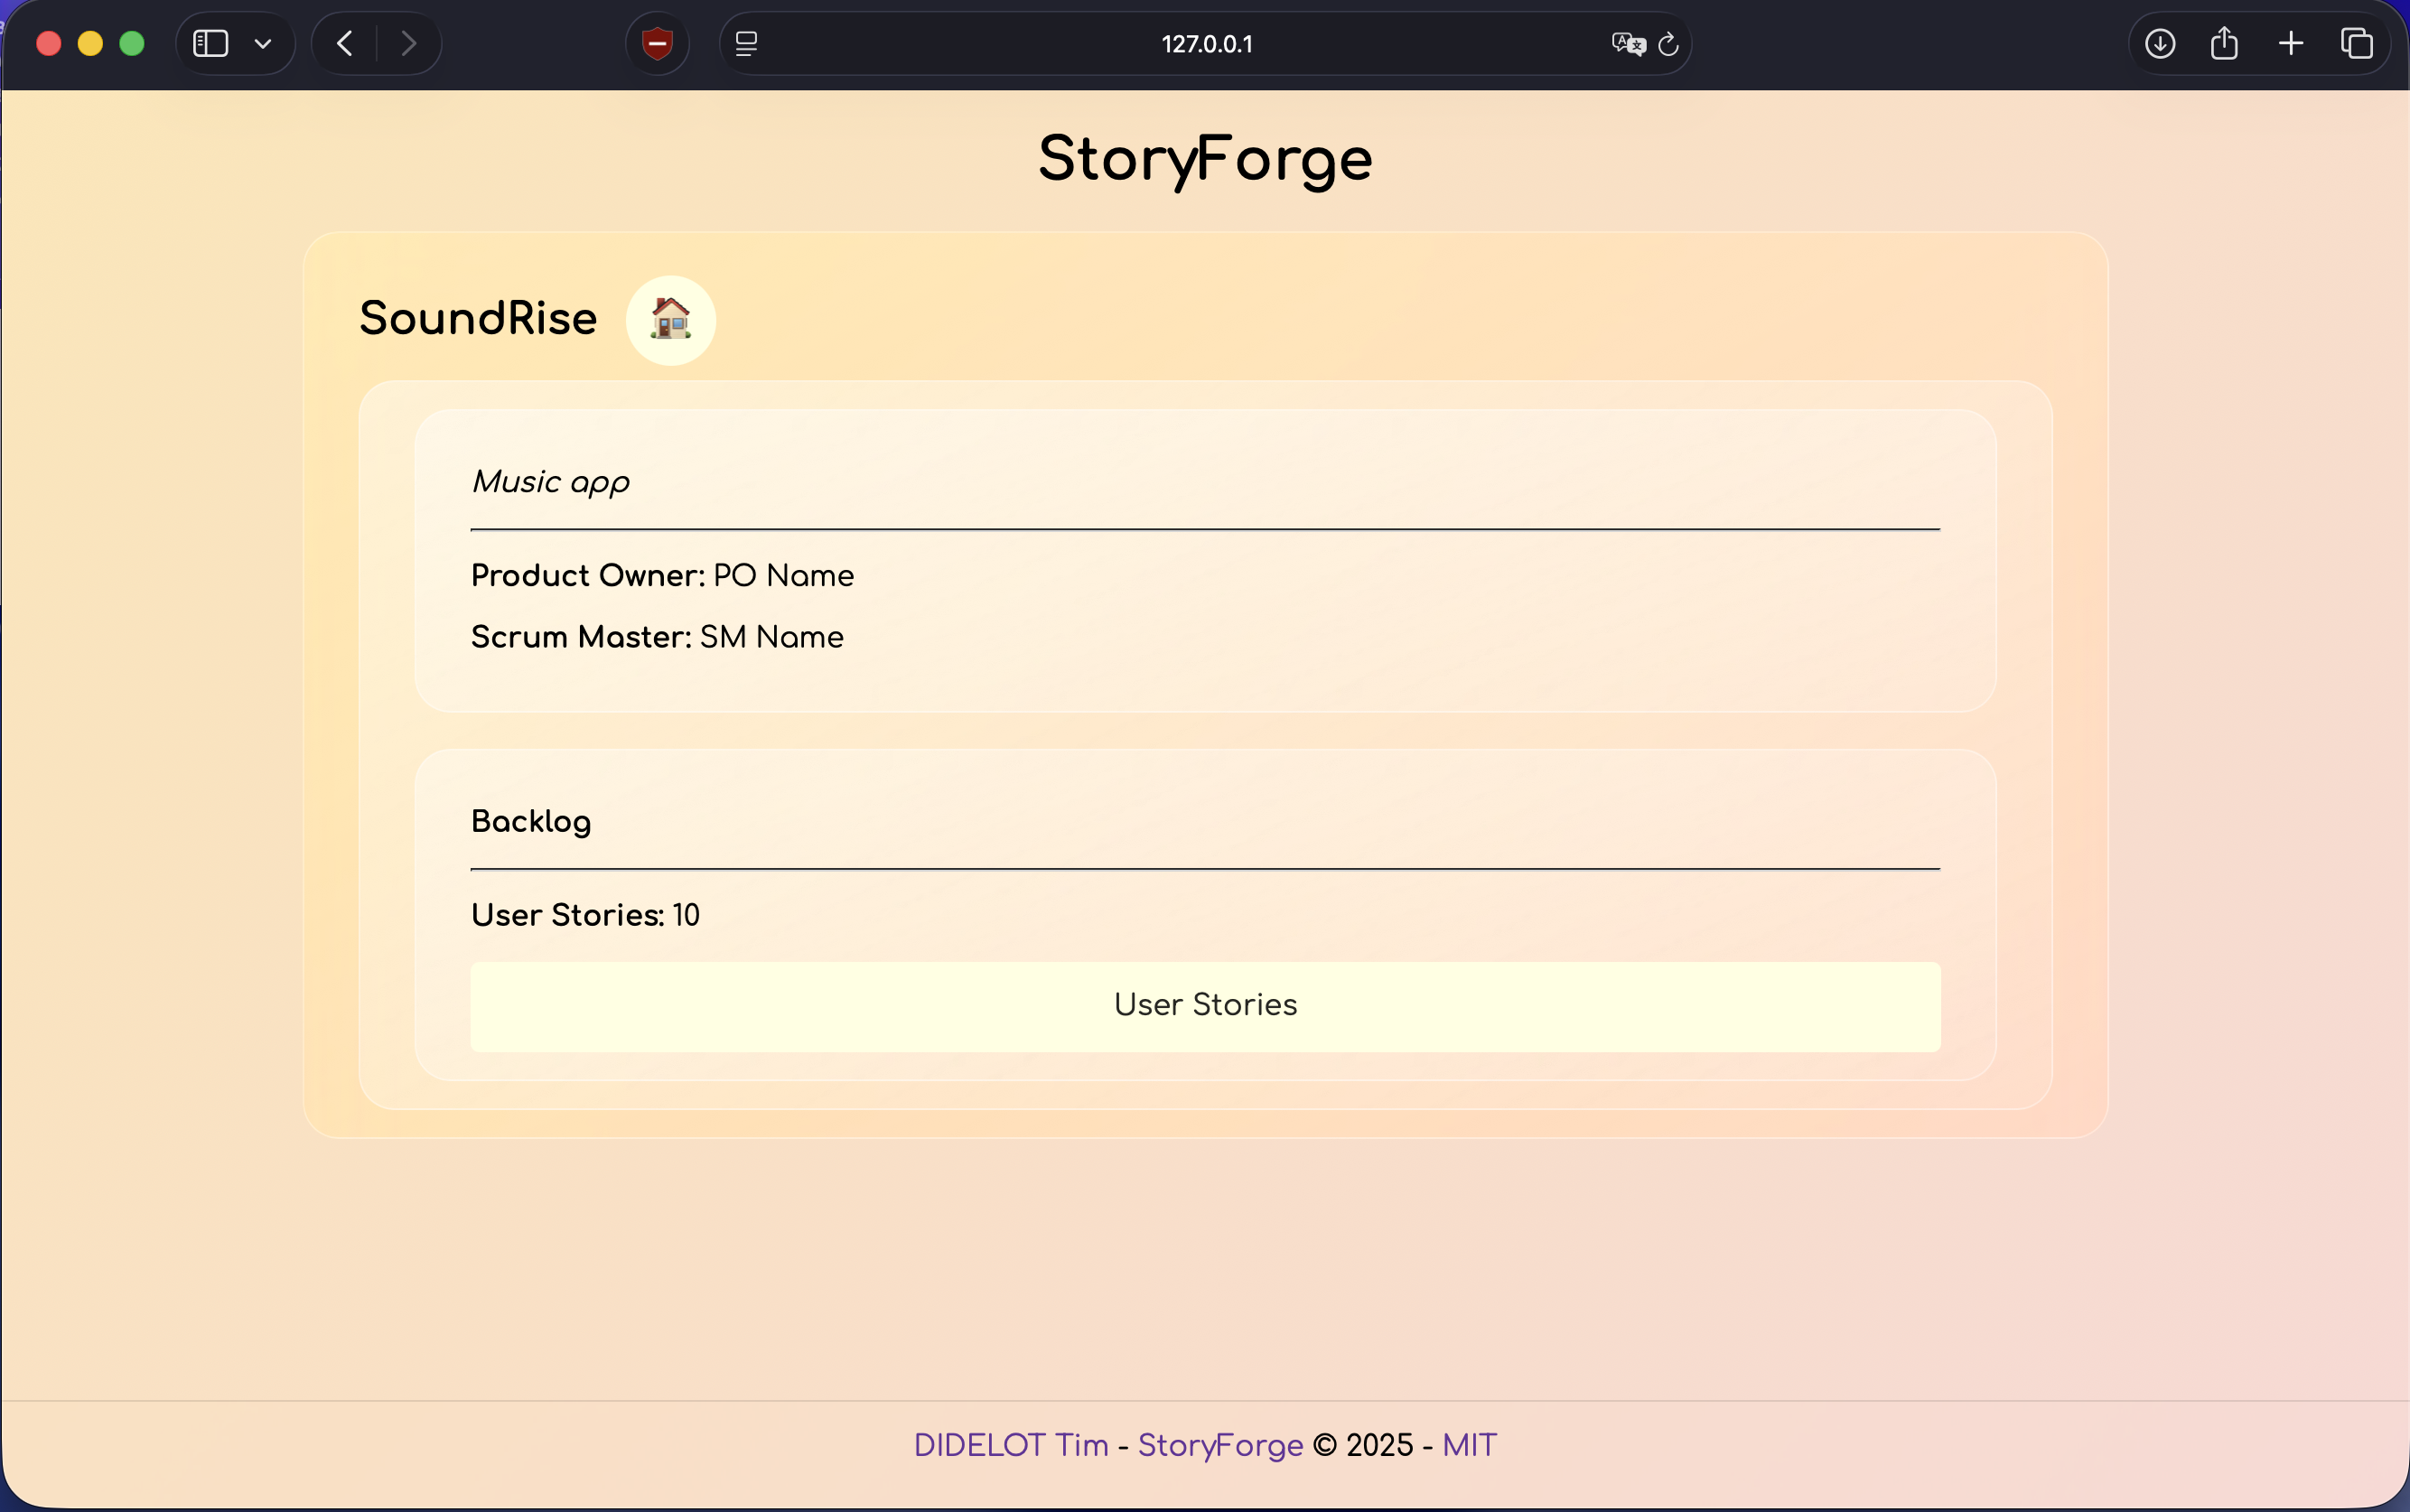 127.0.0.1
StoryForge
SoundRise
Music app
Product Owner: PO Name
Scrum Master: SM Name
Backlog
User Stories: 10
User Stories
DIDELOT Tim - StoryForge © 2025 - MIT